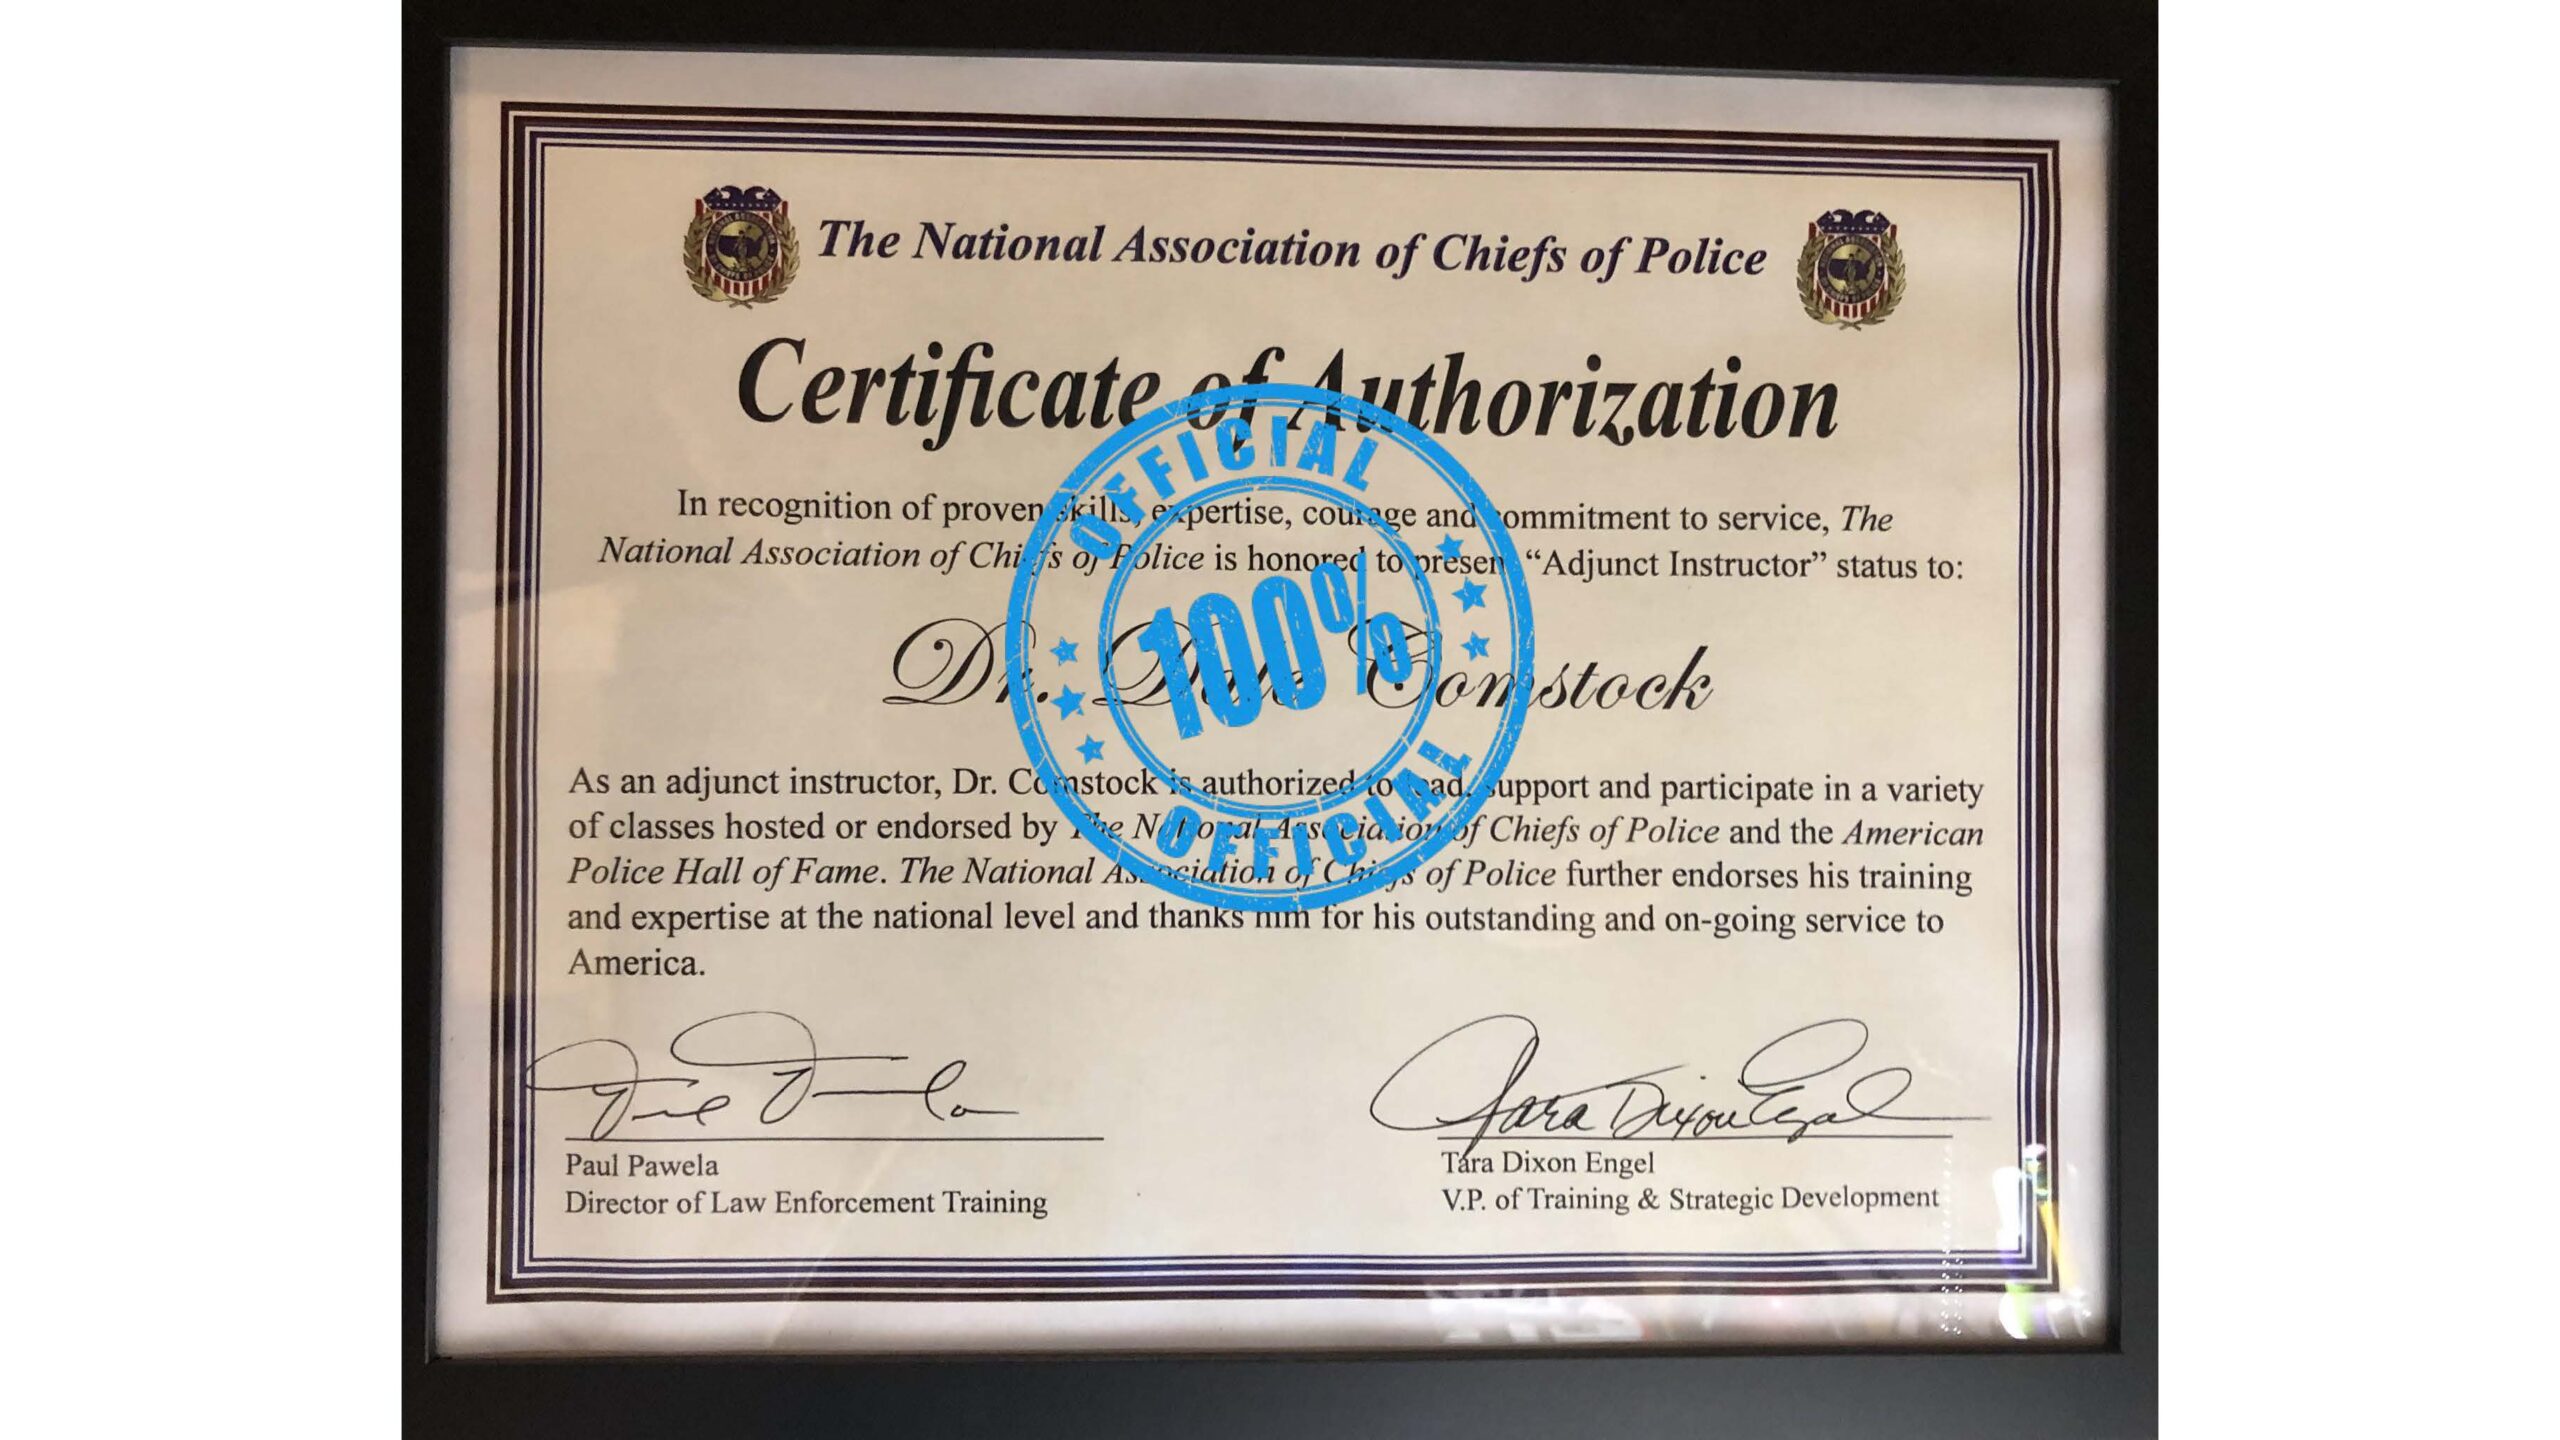 The National Association of Chiefs of Police
Certificate of Authorization
In recognition of proven skills, expertise, courage and commitment to service, The
National Association of Chiefs of Police is honored to present “Adjunct Instructor” status to:
Dr. Dale Comstock
As an adjunct instructor, Dr. Comstock is authorized to lead, support and participate in a variety
of classes hosted or endorsed by The National Association of Chiefs of Police and the American
Police Hall of Fame. The National Association of Chiefs of Police further endorses his training
and expertise at the national level and thanks him for his outstanding and on-going service to
America.
OFFICIAL
100%
OFFICIAL
Tara Dixon Engel
Paul Pawela
Director of Law Enforcement Training
Tara Dixon Engel
V.P. of Training & Strategic Development